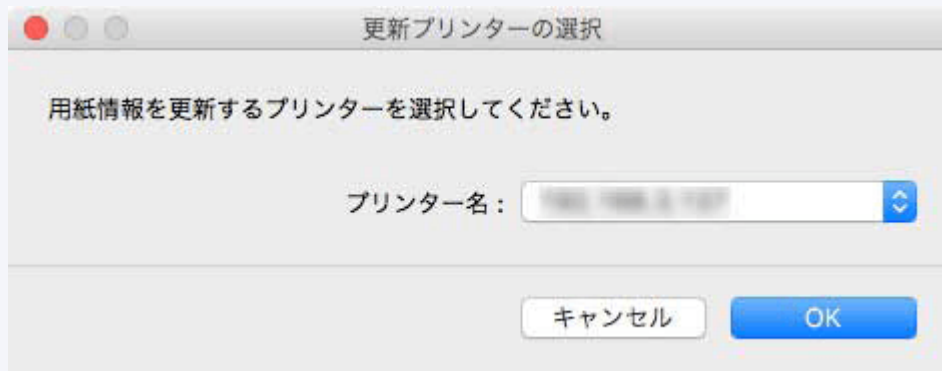 更新プリンターの選択
用紙情報を更新するプリンターを選択してください。
プリンター名：
キャンセル OK